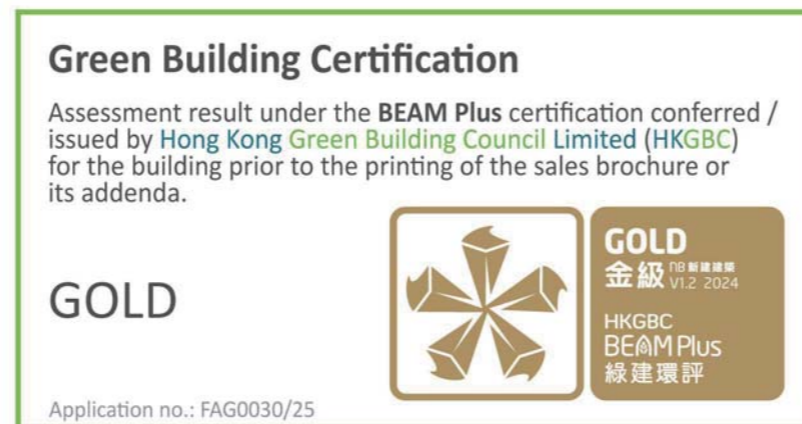 Green Building Certification
Assessment result under the BEAM Plus certification conferred /
issued by Hong Kong Green Building Council Limited (HKGBC)
for the building prior to the printing of the sales brochure or
its addenda.
GOLD
GOLD
金級 NB 新建建築
V1.2 2024
HKGBC
BEAM Plus
綠建環評
Application no.: FAG0030/25